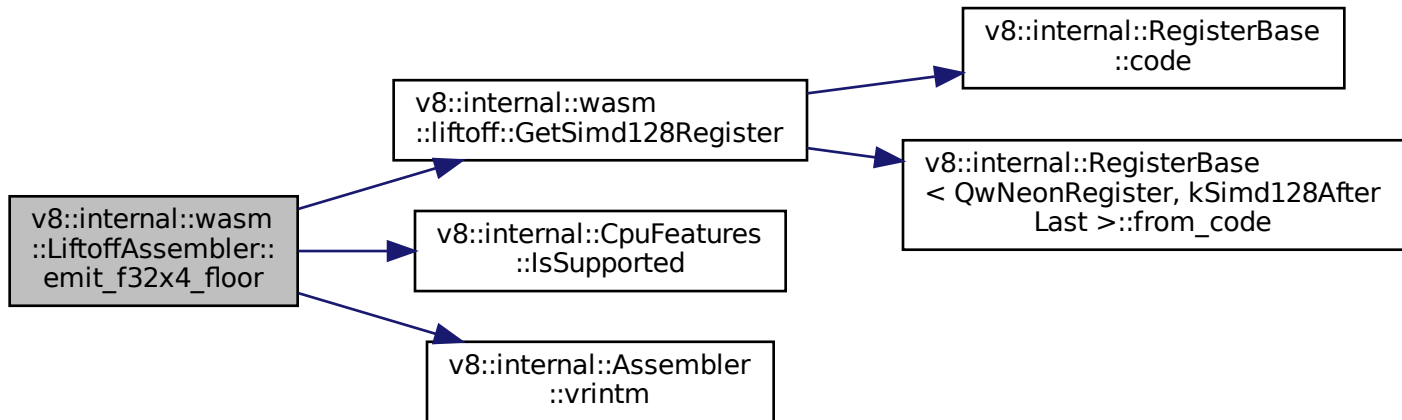 v8::internal::wasm
::LiftoffAssembler::
emit_f32x4_floor
v8::internal::wasm
::liftoff::GetSimd128Register
v8::internal::CpuFeatures
::IsSupported
v8::internal::Assembler
::vrintm
v8::internal::RegisterBase
::code
v8::internal::RegisterBase
< QwNeonRegister, kSimd128After
Last >::from_code